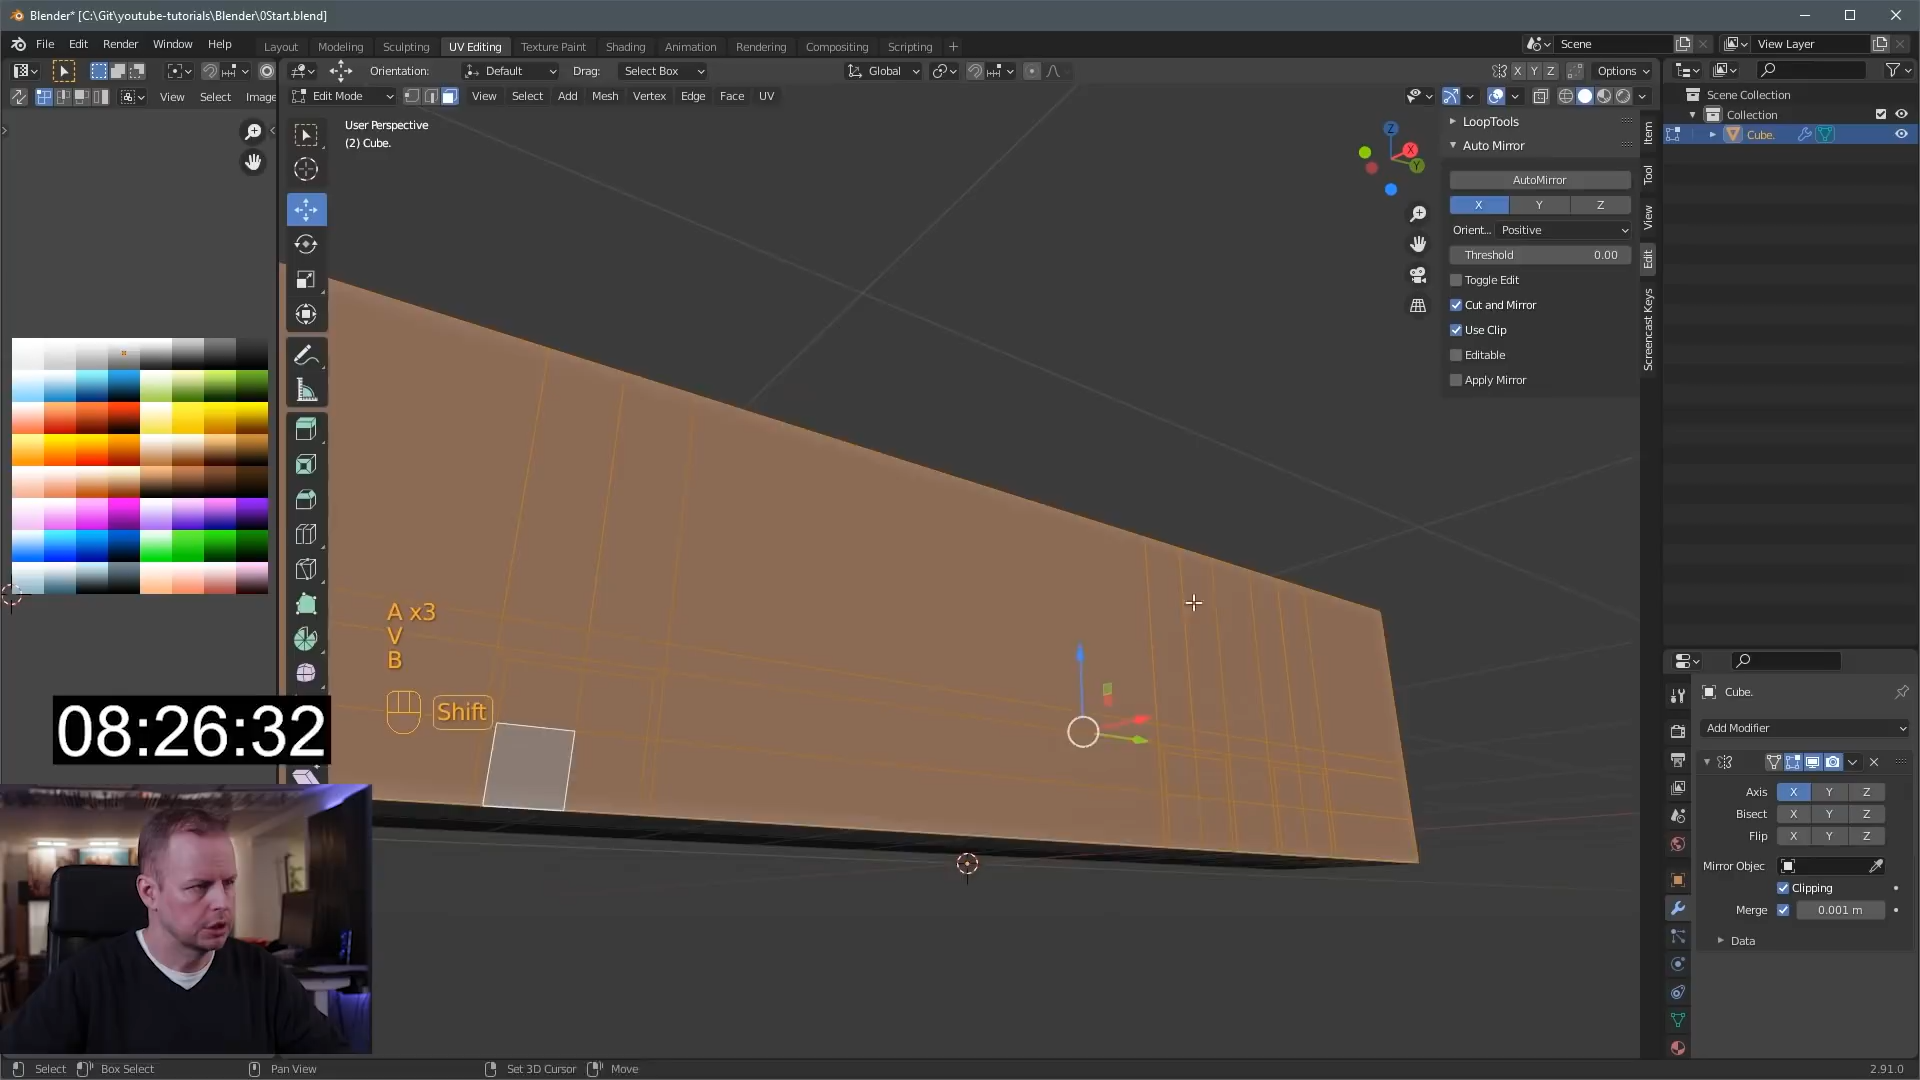 Blender* [C:\Git\youtube-tutorials\Blender\0Start.blend]
File Edit Render Window Help
Layout Modeling Sculpting UV Editing Texture Paint Shading Animation Rendering Compositing Scripting
Scene
View Layer
Orientation: Default Drag: Select Box
Global
X Y Z
Options
View Select Image
Edit Mode
View Select Add Mesh Vertex Edge Face UV
User Perspective
(2) Cube.
Z
X
Y
LoopTools
Auto Mirror
AutoMirror
X Y Z
Orient... Positive
Threshold 0.00
Toggle Edit
Cut and Mirror
Use Clip
Editable
Apply Mirror
Item
Tool
View
Edit
Screencast Keys
Scene Collection
Collection
Cube.
A x3
V
B
Shift
08:26:32
Cube.
Add Modifier
Axis X Y Z
Bisect X Y Z
Flip X Y Z
Mirror Objec
Clipping
Merge 0.001 m
Data
Select Box Select Pan View Set 3D Cursor Move
2.91.0